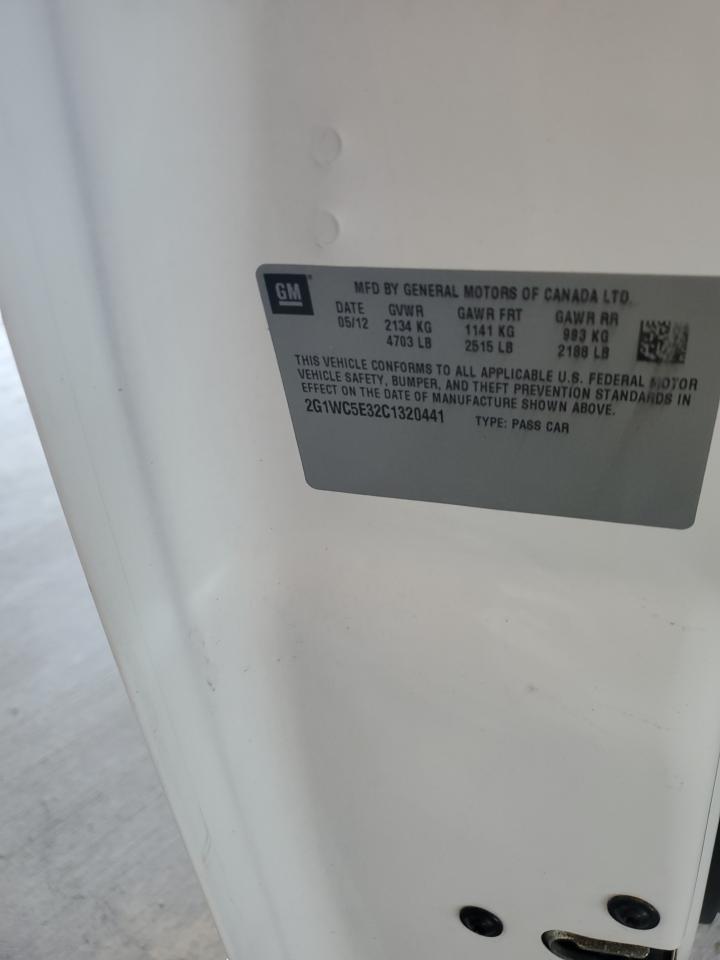 GM MFD BY GENERAL MOTORS OF CANADA LTD.
DATE GVWR GAWR FRT GAWR RR
05/12 2134 KG 1141 KG 993 KG
4703 LB 2515 LB 2188 LB
THIS VEHICLE CONFORMS TO ALL APPLICABLE U.S. FEDERAL MOTOR
VEHICLE SAFETY, BUMPER, AND THEFT PREVENTION STANDARDS IN
EFFECT ON THE DATE OF MANUFACTURE SHOWN ABOVE.
2G1WC5E32C1320441 TYPE: PASS CAR